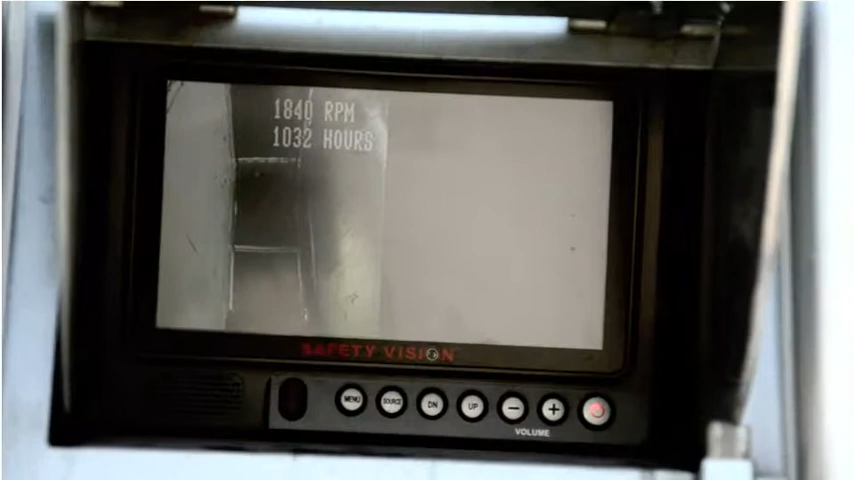 1840 RPM
1032 HOURS
SAFETY VISION
MENU SOURCE DN UP − +
VOLUME